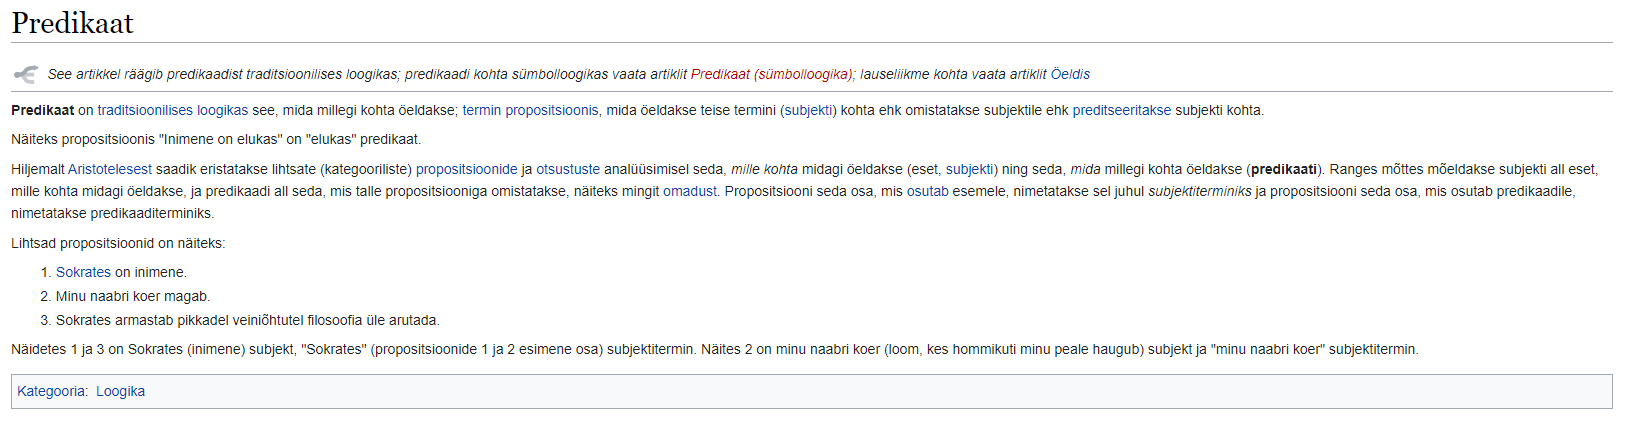 Predikaat
See artikkel räägib predikaadist traditsioonilises loogikas; predikaadi kohta sümbolloogikas vaata artiklit Predikaat (sümbolloogika); lauseliikme kohta vaata artiklit Öeldis
Predikaat on traditsioonilises loogikas see, mida millegi kohta öeldakse; termin propositsioonis, mida öeldakse teise termini (subjekti) kohta ehk omistatakse subjektile ehk preditseeritakse subjekti kohta.
Näiteks propositsioonis "Inimene on elukas" on "elukas" predikaat.
Hiljemalt Aristotelesest saadik eristatakse lihtsate (kategooriliste) propositsioonide ja otsustuste analüüsimisel seda, mille kohta midagi öeldakse (eset, subjekti) ning seda, mida millegi kohta öeldakse (predikaati). Ranges mõttes mõeldakse subjekti all eset,
mille kohta midagi öeldakse, ja predikaadi all seda, mis talle propositsiooniga omistatakse, näiteks mingit omadust. Propositsiooni seda osa, mis osutab esemele, nimetatakse sel juhul subjektiterminiks ja propositsiooni seda osa, mis osutab predikaadile,
nimetatakse predikaaditerminiks.
Lihtsad propositsioonid on näiteks:
1. Sokrates on inimene.
2. Minu naabri koer magab.
3. Sokrates armastab pikkadel veiniõhtutel filosoofia üle arutada.
Näidetes 1 ja 3 on Sokrates (inimene) subjekt, "Sokrates" (propositsioonide 1 ja 2 esimene osa) subjektitermin. Näites 2 on minu naabri koer (loom, kes hommikuti minu peale haugub) subjekt ja "minu naabri koer" subjektitermin.
Kategooria: Loogika